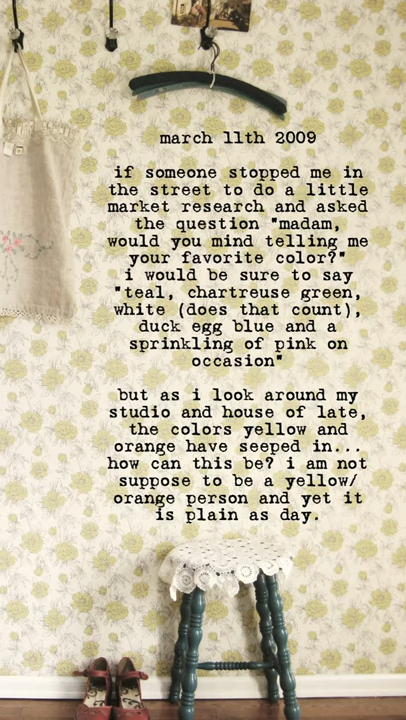 march 11th 2009
if someone stopped me in
the street to do a little
market research and asked
the question "madam,
would you mind telling me
your favorite color?"
i would be sure to say
"teal, chartreuse green,
white (does that count),
duck egg blue and a
sprinkling of pink on
occasion"
but as i look around my
studio and house of late,
the colors yellow and
orange have seeped in...
how can this be? i am not
suppose to be a yellow/
orange person and yet it
is plain as day.